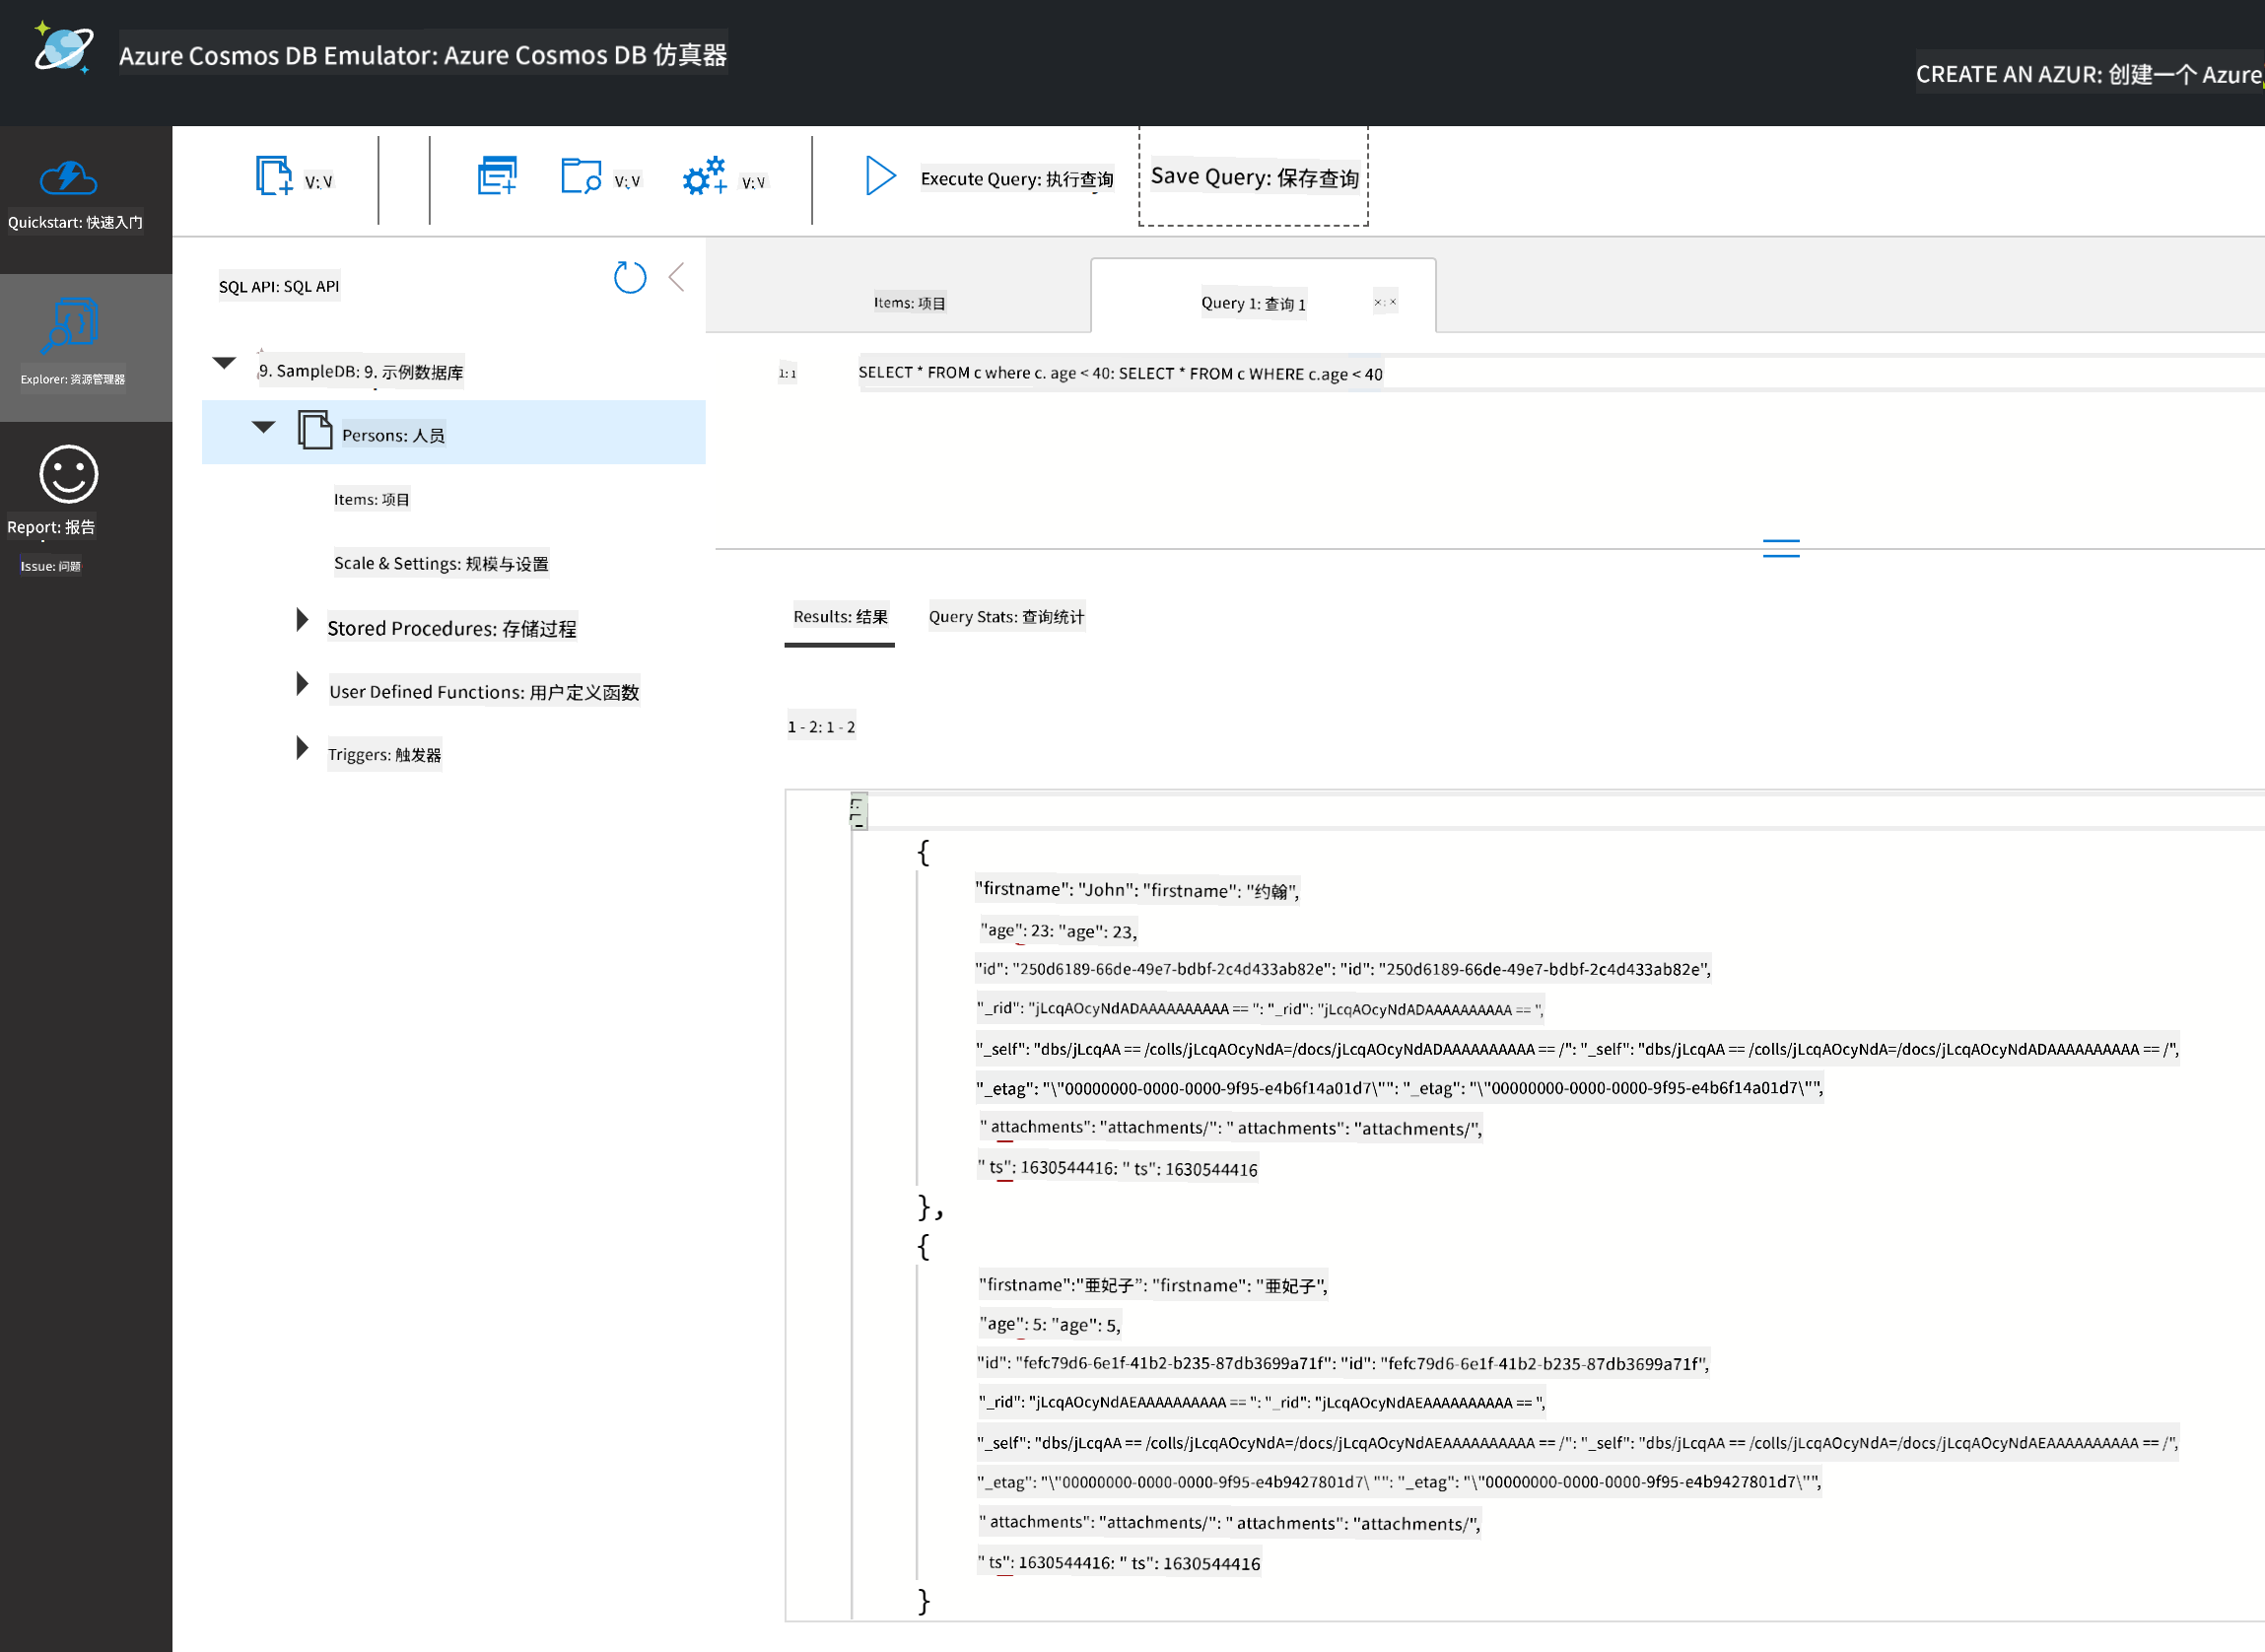 Azure Cosmos DB Emulator: Azure Cosmos DB 仿真器
CREATE AN AZUR: 创建一个 Azure
V: V
V: V
V: V
Execute Query: 执行查询
Save Query: 保存查询
Quickstart: 快速入门
Explorer: 资源管理器
Report: 报告
Issue: 问题
SQL API: SQL API
9. SampleDB: 9. 示例数据库
Persons: 人员
Items: 项目
Scale & Settings: 规模与设置
Stored Procedures: 存储过程
User Defined Functions: 用户定义函数
Triggers: 触发器
Items: 项目
Query 1: 查询 1
×: ×
1: 1
SELECT * FROM c where c. age < 40: SELECT * FROM c WHERE c.age < 40
Results: 结果
Query Stats: 查询统计
1 - 2: 1 - 2
{
"firstname": "John": "firstname": "约翰",
"age": 23: "age": 23,
"id": "250d6189-66de-49e7-bdbf-2c4d433ab82e": "id": "250d6189-66de-49e7-bdbf-2c4d433ab82e",
"_rid": "jLcqAOcyNdADAAAAAAAAAA == ": "_rid": "jLcqAOcyNdADAAAAAAAAAA == ",
"_self": "dbs/jLcqAA == /colls/jLcqAOcyNdA=/docs/jLcqAOcyNdADAAAAAAAAAA == /": "_self": "dbs/jLcqAA == /colls/jLcqAOcyNdA=/docs/jLcqAOcyNdADAAAAAAAAAA == /",
"_etag": "\"00000000-0000-0000-9f95-e4b6f14a01d7\"": "_etag": "\"00000000-0000-0000-9f95-e4b6f14a01d7\"",
" attachments": "attachments/": " attachments": "attachments/",
" ts": 1630544416: " ts": 1630544416
},
{
"firstname":"亜妃子”: "firstname": "亜妃子",
"age": 5: "age": 5,
"id": "fefc79d6-6e1f-41b2-b235-87db3699a71f": "id": "fefc79d6-6e1f-41b2-b235-87db3699a71f",
"_rid": "jLcqAOcyNdAEAAAAAAAAAA == ": "_rid": "jLcqAOcyNdAEAAAAAAAAAA == ",
"_self": "dbs/jLcqAA == /colls/jLcqAOcyNdA=/docs/jLcqAOcyNdAEAAAAAAAAAA == /": "_self": "dbs/jLcqAA == /colls/jLcqAOcyNdA=/docs/jLcqAOcyNdAEAAAAAAAAAA == /",
"_etag": "\"00000000-0000-0000-9f95-e4b9427801d7\ "": "_etag": "\"00000000-0000-0000-9f95-e4b9427801d7\"",
" attachments": "attachments/": " attachments": "attachments/",
" ts": 1630544416: " ts": 1630544416
}